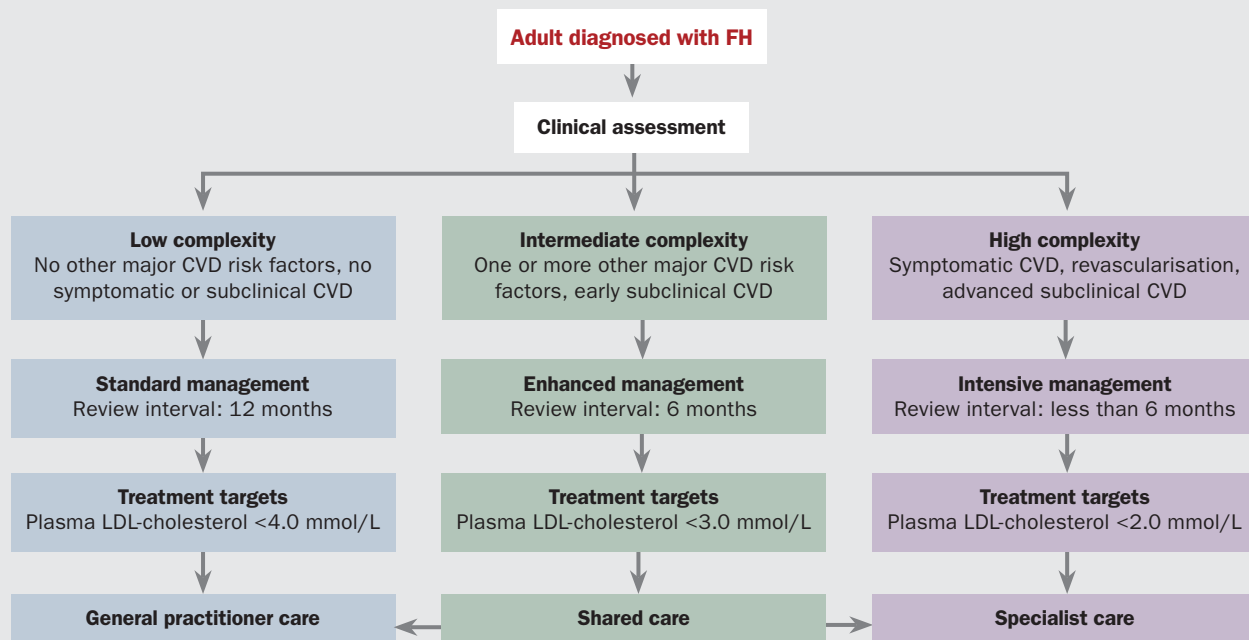 Adult diagnosed with FH
Clinical assessment
Low complexity
No other major CVD risk factors, no
symptomatic or subclinical CVD
Intermediate complexity
One or more other major CVD risk
factors, early subclinical CVD
High complexity
Symptomatic CVD, revascularisation,
advanced subclinical CVD
Standard management
Review interval: 12 months
Enhanced management
Review interval: 6 months
Intensive management
Review interval: less than 6 months
Treatment targets
Plasma LDL-cholesterol <4.0 mmol/L
Treatment targets
Plasma LDL-cholesterol <3.0 mmol/L
Treatment targets
Plasma LDL-cholesterol <2.0 mmol/L
General practitioner care
Shared care
Specialist care